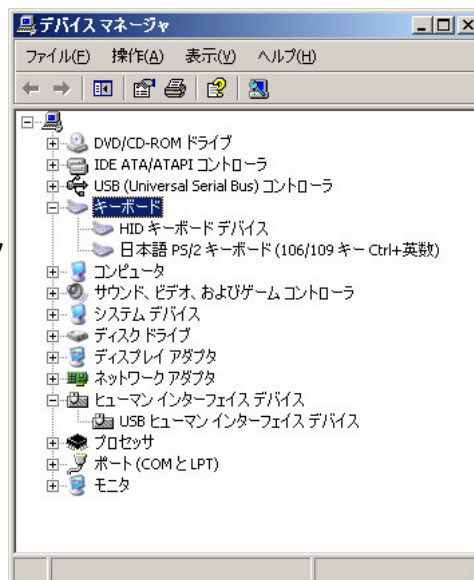 デバイス マネージャ
ファイル(F) 操作(A) 表示(V) ヘルプ(H)
DVD/CD-ROM ドライブ
IDE ATA/ATAPI コントローラ
USB (Universal Serial Bus) コントローラ
キーボード
HID キーボード デバイス
日本語 PS/2 キーボード (106/109 キー Ctrl+英数)
コンピュータ
サウンド、ビデオ、およびゲーム コントローラ
システム デバイス
ディスク ドライブ
ディスプレイ アダプタ
ネットワーク アダプタ
ヒューマン インターフェイス デバイス
USB ヒューマン インターフェイス デバイス
プロセッサ
ポート (COM と LPT)
モニタ